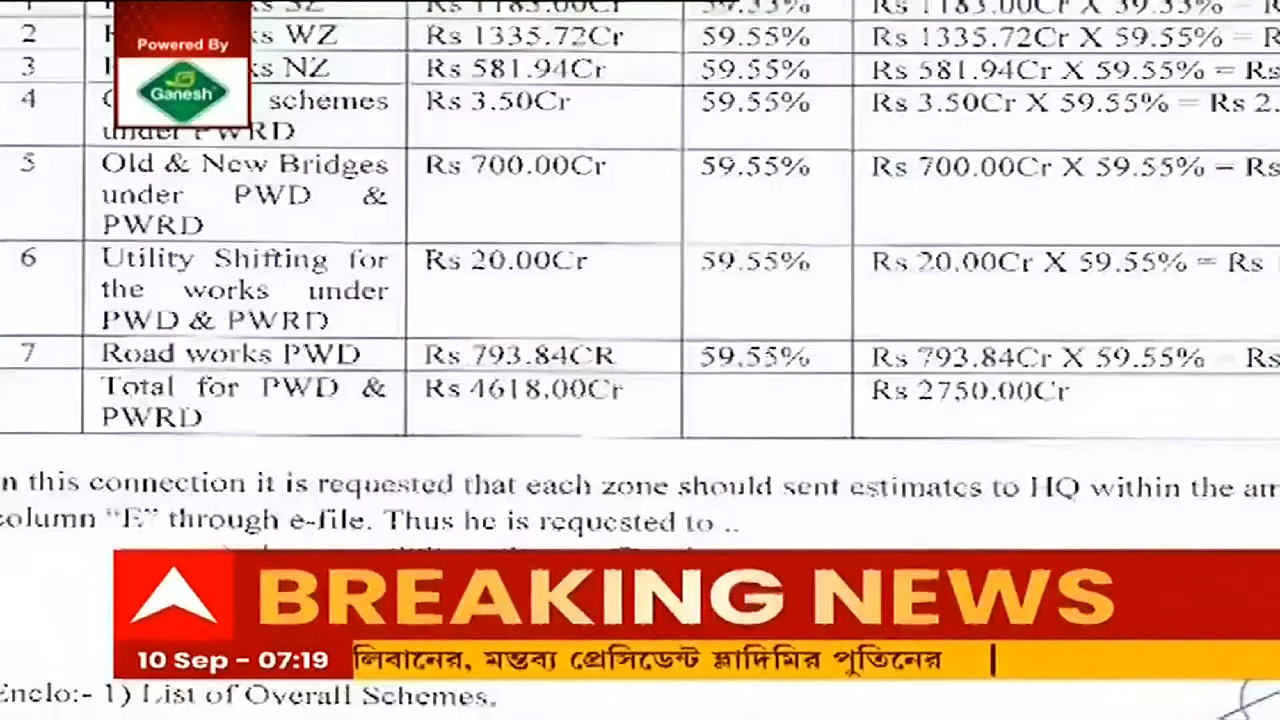 Powered By
Ganesh
2 WZ Rs 1335.72Cr 59.55% Rs 1335.72Cr X 59.55% =
3 NZ Rs 581.94Cr 59.55% Rs 581.94Cr X 59.55% = Rs
4 schemes Rs 3.50Cr 59.55% Rs 3.50Cr X 59.55% = Rs 2.
under PWRD
5 Old & New Bridges Rs 700.00Cr 59.55% Rs 700.00Cr X 59.55% = Rs
under PWD &
PWRD
6 Utility Shifting for Rs 20.00Cr 59.55% Rs 20.00Cr X 59.55% = Rs
the works under
PWD & PWRD
7 Road works PWD Rs 793.84CR 59.55% Rs 793.84Cr X 59.55% = Rs
Total for PWD & Rs 4618.00Cr Rs 2750.00Cr
PWRD
this connection it is requested that each zone should sent estimates to HQ within the
column "E" through e-file. Thus he is requested to ..
BREAKING NEWS
10 Sep - 07:19
লিবানের, মন্তব্য প্রেসিডেন্ট ভ্লাদিমির পুতিনের |
Enclo:- 1) List of Overall Schemes.